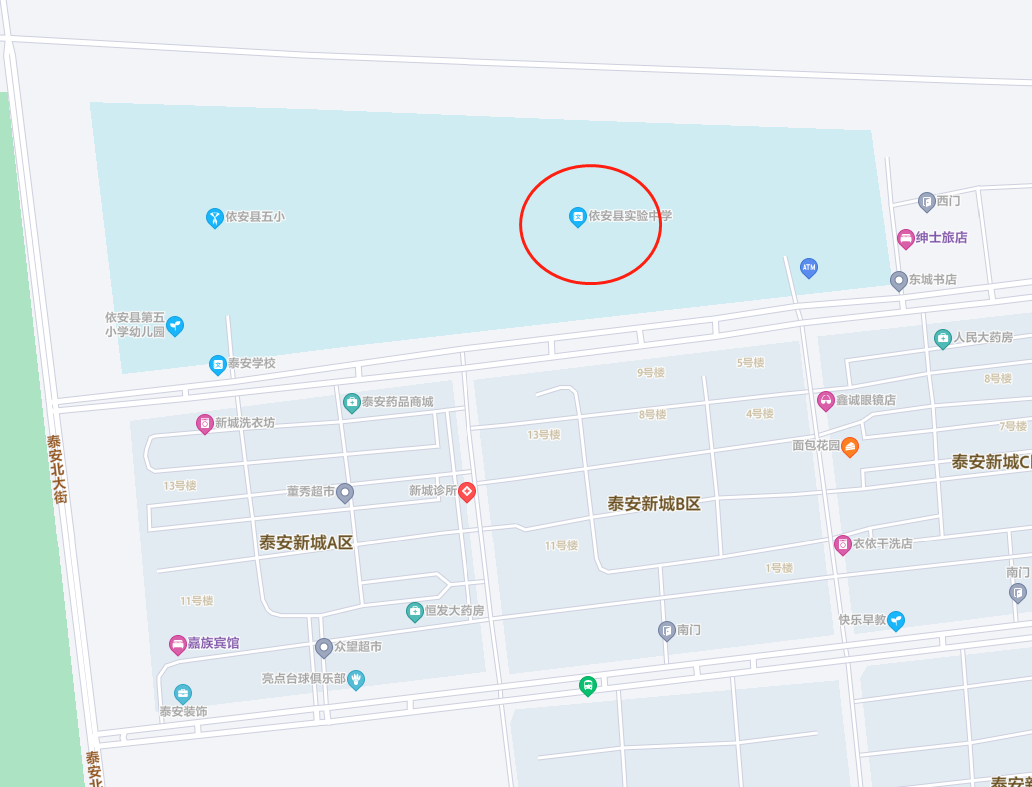 西门
依安县五小
依安县实验中学
绅士旅店
ATM
东城书店
依安县第五
小学幼儿园
泰安学校
人民大药房
5号楼
9号楼
8号楼
泰安药品商城
鑫诚眼镜店
8号楼
4号楼
新城洗衣坊
7号楼
13号楼
面包花园
泰安新城C
泰安北大街
13号楼
董秀超市
新城诊所
泰安新城B区
泰安新城A区
11号楼
衣依干洗店
1号楼
南门
11号楼
恒发大药房
快乐早教
南门
嘉族宾馆
众望超市
亮点台球俱乐部
泰安装饰
泰安北
泰安新